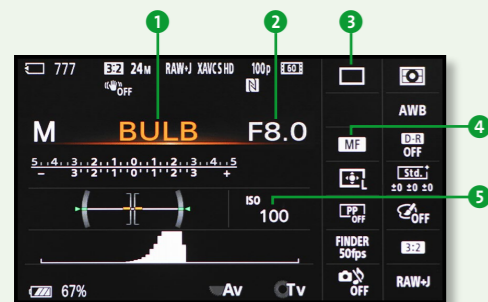 1 2 3
777 3:2 24M RAW+J XAVC S HD 100p 60
OFF N
AWB
M BULB F8.0
4
MF D-R OFF
5··4··3··2··1··0··1··2··3··4··5
− 3 2 1 0 1 2 3 +
L Std.
±0 ±0 ±0
5
ISO
100
PP OFF OFF
FINDER
50fps
3:2
67% Av Tv OFF RAW+J